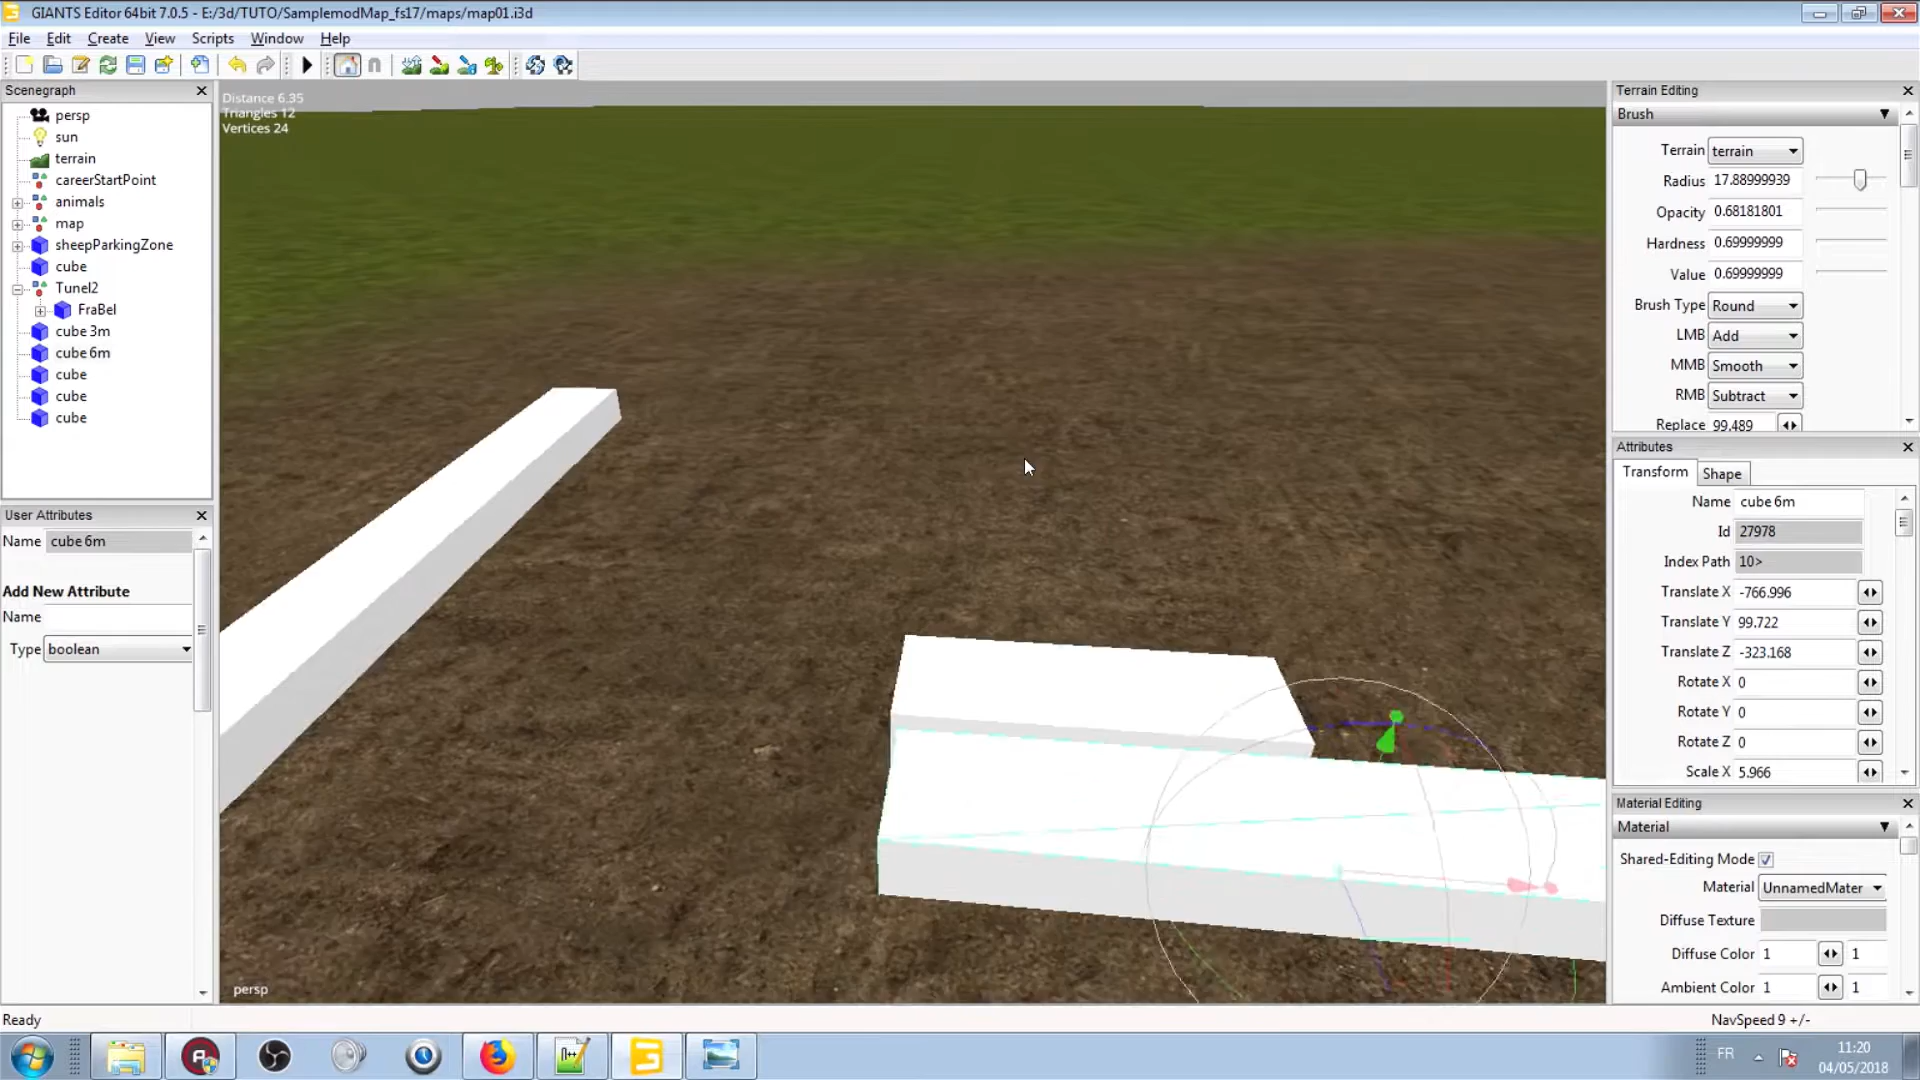 GIANTS Editor 64bit 7.0.5 - E:/3d/TUTO/SamplemodMap_fs17/maps/map01.i3d
File Edit Create View Scripts Window Help
Scenegraph
persp
sun
terrain
careerStartPoint
animals
map
sheepParkingZone
cube
Tunel2
FraBel
cube 3m
cube 6m
cube
cube
cube
User Attributes
Name cube 6m
Add New Attribute
Name
Type boolean
Distance 6.35
Triangles 12
Vertices 24
persp
Terrain Editing
Brush
Terrain terrain
Radius 17.88999939
Opacity 0.68181801
Hardness 0.69999999
Value 0.69999999
Brush Type Round
LMB Add
MMB Smooth
RMB Subtract
Replace 99.489
Attributes
Transform Shape
Name cube 6m
Id 27978
Index Path 10>
Translate X -766.996
Translate Y 99.722
Translate Z -323.168
Rotate X 0
Rotate Y 0
Rotate Z 0
Scale X 5.966
Material Editing
Material
Shared-Editing Mode
Material UnnamedMater
Diffuse Texture
Diffuse Color 1 1
Ambient Color 1 1
Ready
NavSpeed 9 +/-
FR
11:20
04/05/2018